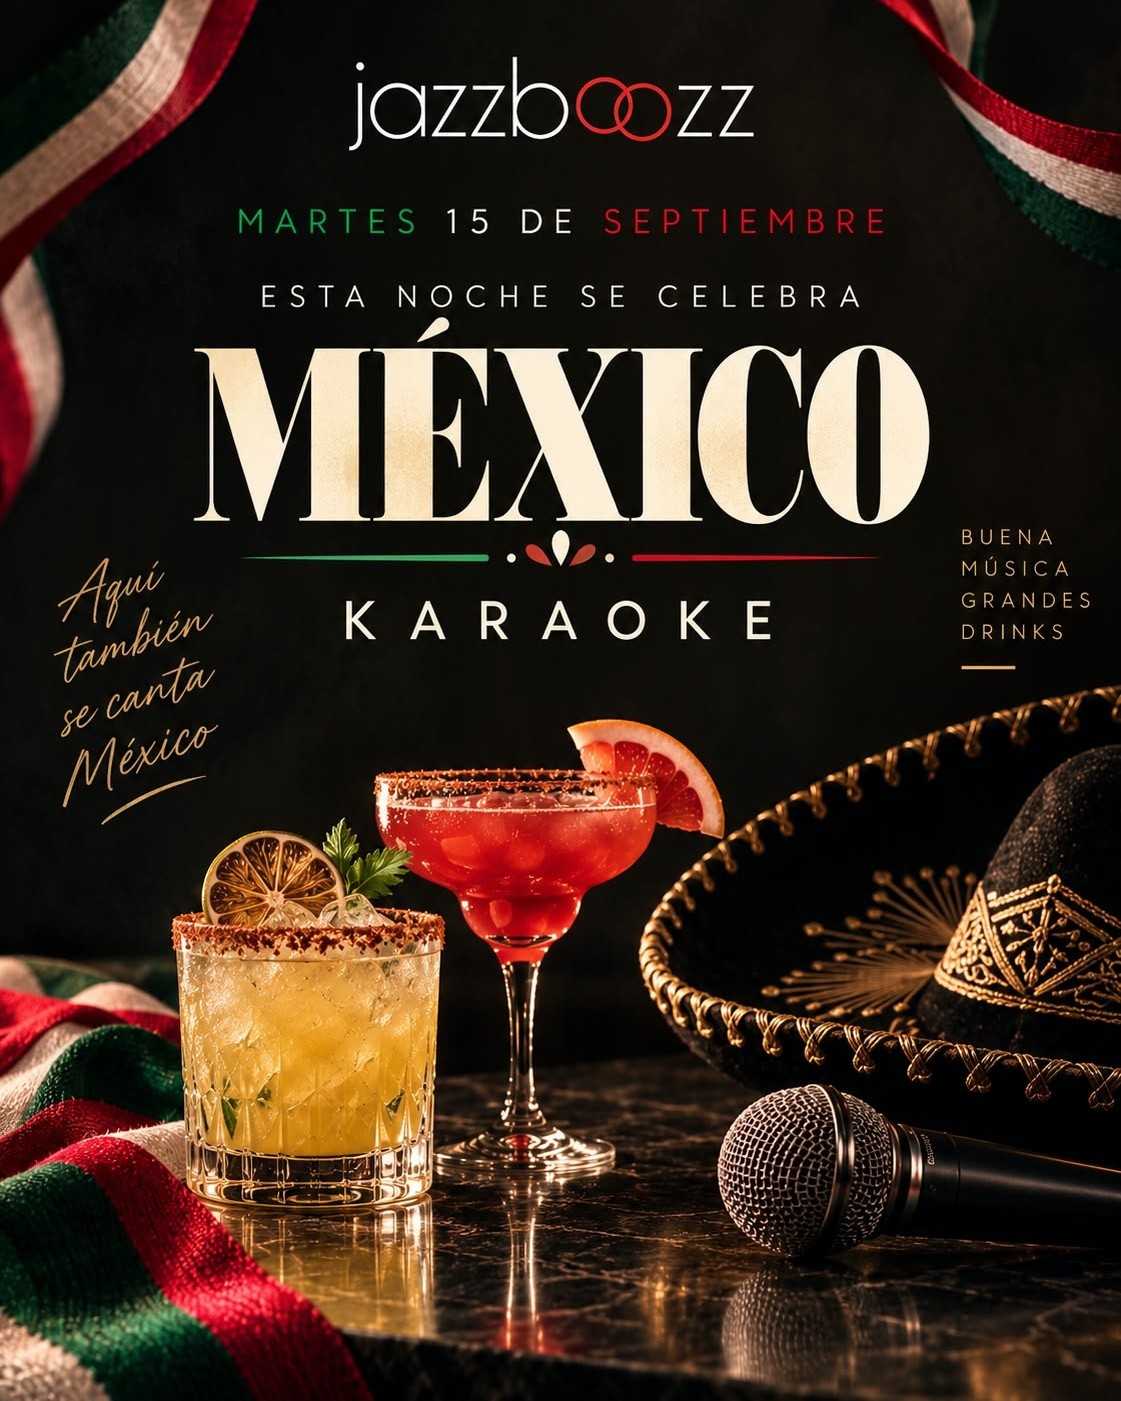 jazzboozz
MARTES 15 DE SEPTIEMBRE
ESTA NOCHE SE CELEBRA
MÉXICO
KARAOKE
Aquí
también
se canta
México
BUENA
MÚSICA
GRANDES
DRINKS